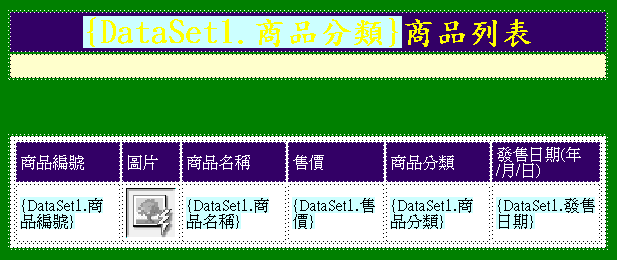 {DataSet1.商品分類}商品列表
商品編號 圖片 商品名稱 售價 商品分類 發售日期(年
/月/日)
{DataSet1.商 {DataSet1.商 {DataSet1.售 {DataSet1.商 {DataSet1.發售
品編號} 品名稱} 價} 品分類} 日期}